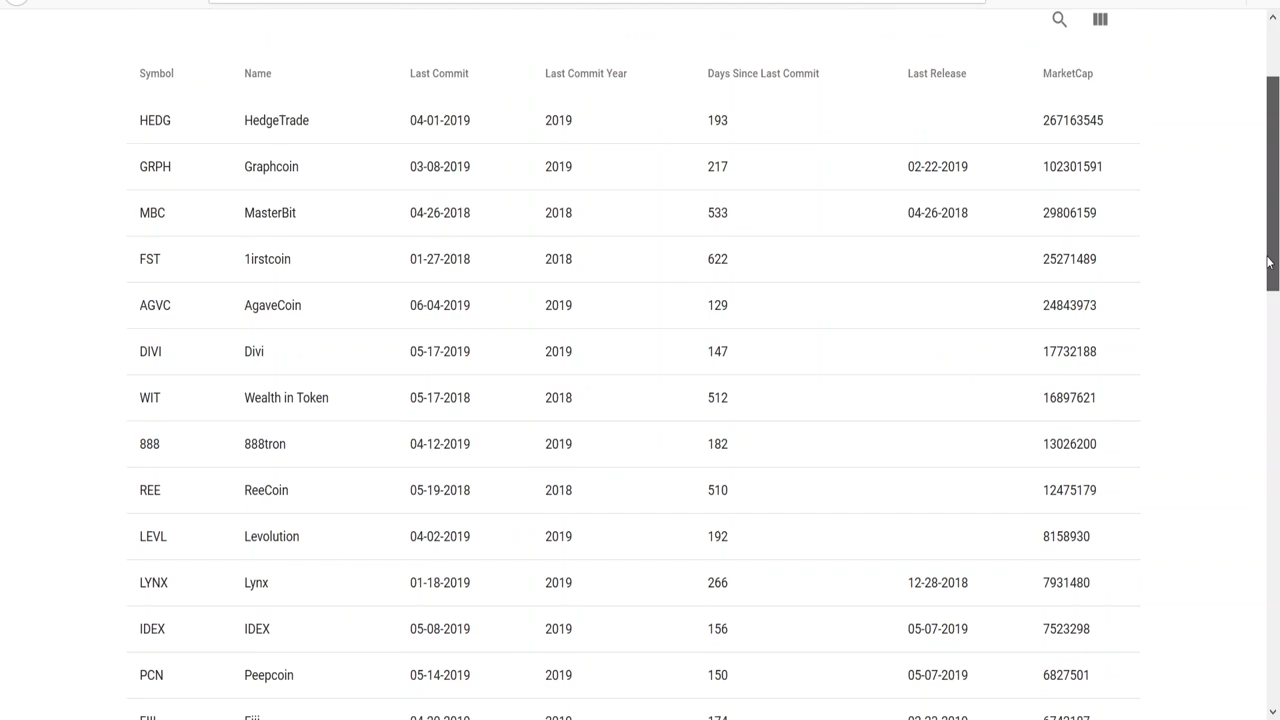 Symbol Name Last Commit Last Commit Year Days Since Last Commit Last Release MarketCap
HEDG HedgeTrade 04-01-2019 2019 193 267163545
GRPH Graphcoin 03-08-2019 2019 217 02-22-2019 102301591
MBC MasterBit 04-26-2018 2018 533 04-26-2018 29806159
FST 1irstcoin 01-27-2018 2018 622 25271489
AGVC AgaveCoin 06-04-2019 2019 129 24843973
DIVI Divi 05-17-2019 2019 147 17732188
WIT Wealth in Token 05-17-2018 2018 512 16897621
888 888tron 04-12-2019 2019 182 13026200
REE ReeCoin 05-19-2018 2018 510 12475179
LEVL Levolution 04-02-2019 2019 192 8158930
LYNX Lynx 01-18-2019 2019 266 12-28-2018 7931480
IDEX IDEX 05-08-2019 2019 156 05-07-2019 7523298
PCN Peepcoin 05-14-2019 2019 150 05-07-2019 6827501